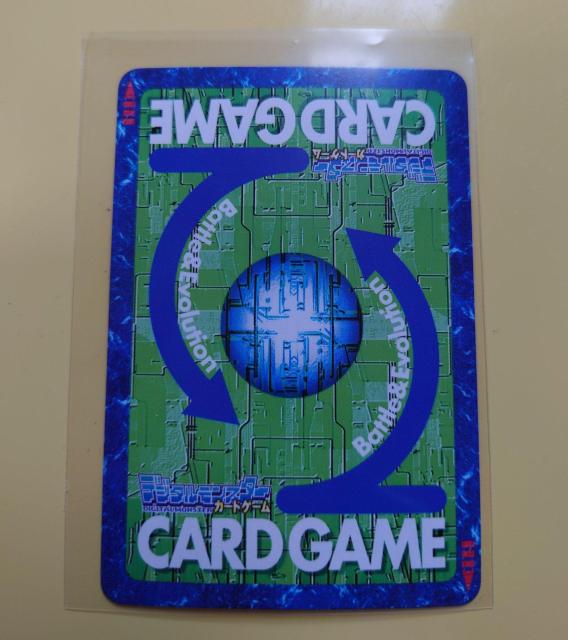 CARD GAME
デジタルモンスター
DIGITAL MONSTER
カードゲーム
Battle & Evolution
Battle & Evolution
デジタルモンスター
DIGITAL MONSTER
カードゲーム
CARD GAME